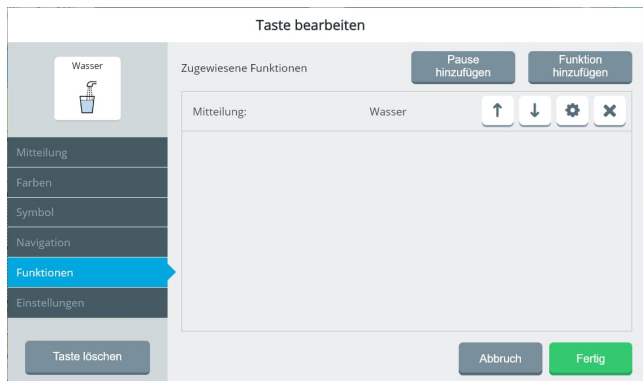 Taste bearbeiten
Wasser
Zugewiesene Funktionen
Pause
hinzufügen
Funktion
hinzufügen
Mitteilung: Wasser
Mitteilung
Farben
Symbol
Navigation
Funktionen
Einstellungen
Taste löschen
Abbruch
Fertig